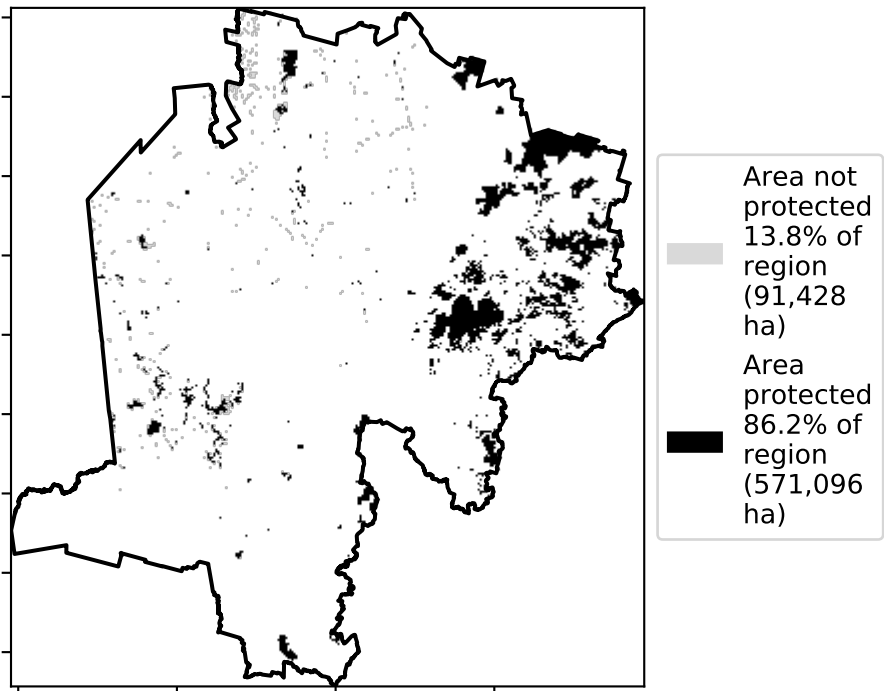 Area not
protected
13.8% of
region
(91,428
ha)
Area
protected
86.2% of
region
(571,096
ha)